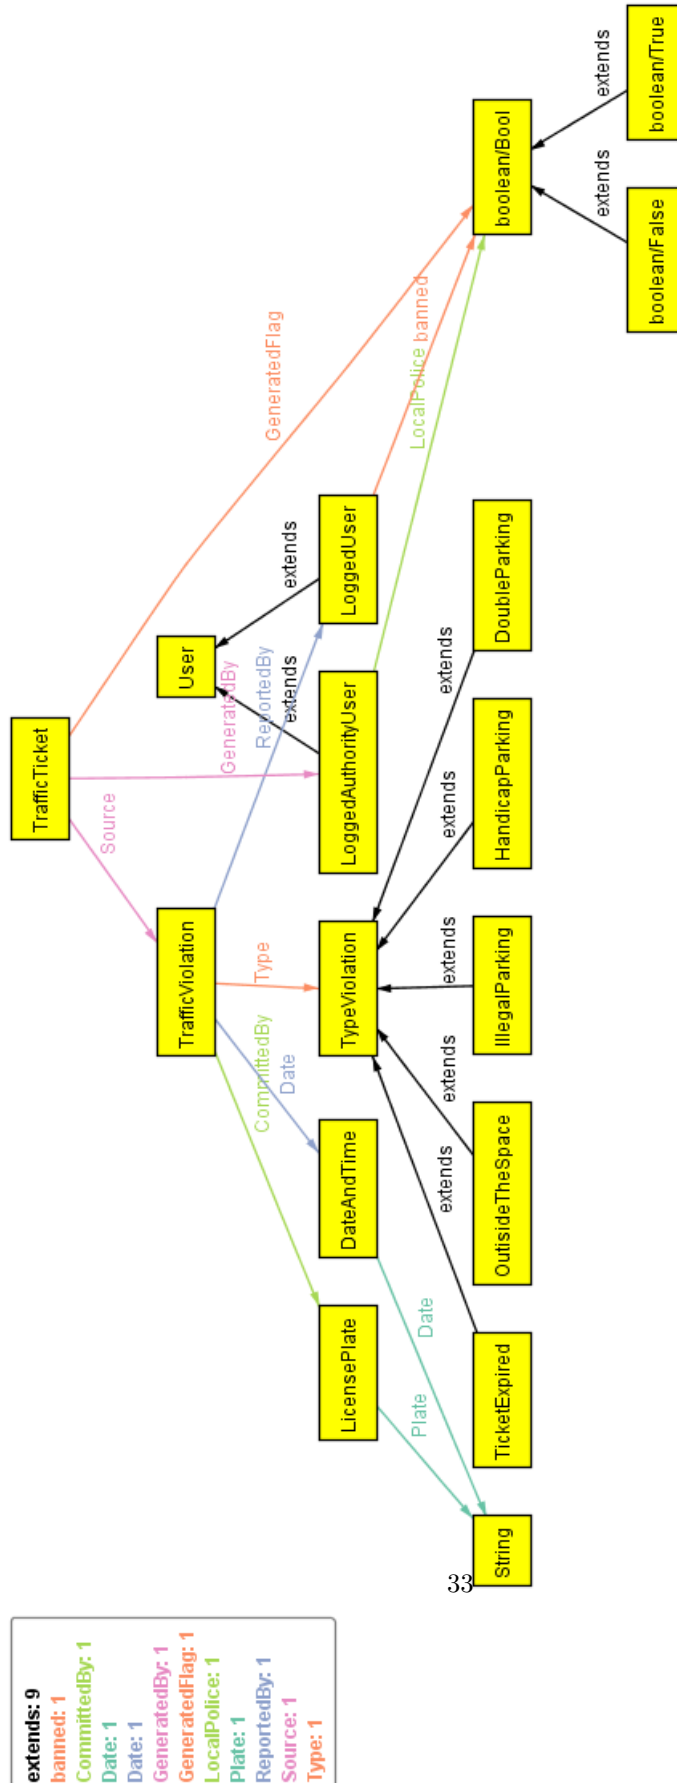 extends: 9
banned: 1
CommittedBy: 1
Date: 1
Date: 1
GeneratedBy: 1
GeneratedFlag: 1
LocalPolice: 1
Plate: 1
ReportedBy: 1
Source: 1
Type: 1
TrafficTicket
Source
GeneratedBy
GeneratedFlag
TrafficViolation
User
CommittedBy
Date
Type
ReportedBy
extends
extends
LicensePlate
DateAndTime
TypeViolation
LoggedAuthorityUser
LoggedUser
Plate
Date
extends
extends
extends
extends
extends
LocalPolice
banned
String
TicketExpired
OutisideTheSpace
IllegalParking
HandicapParking
DoubleParking
boolean/Bool
extends
extends
boolean/False
boolean/True
33